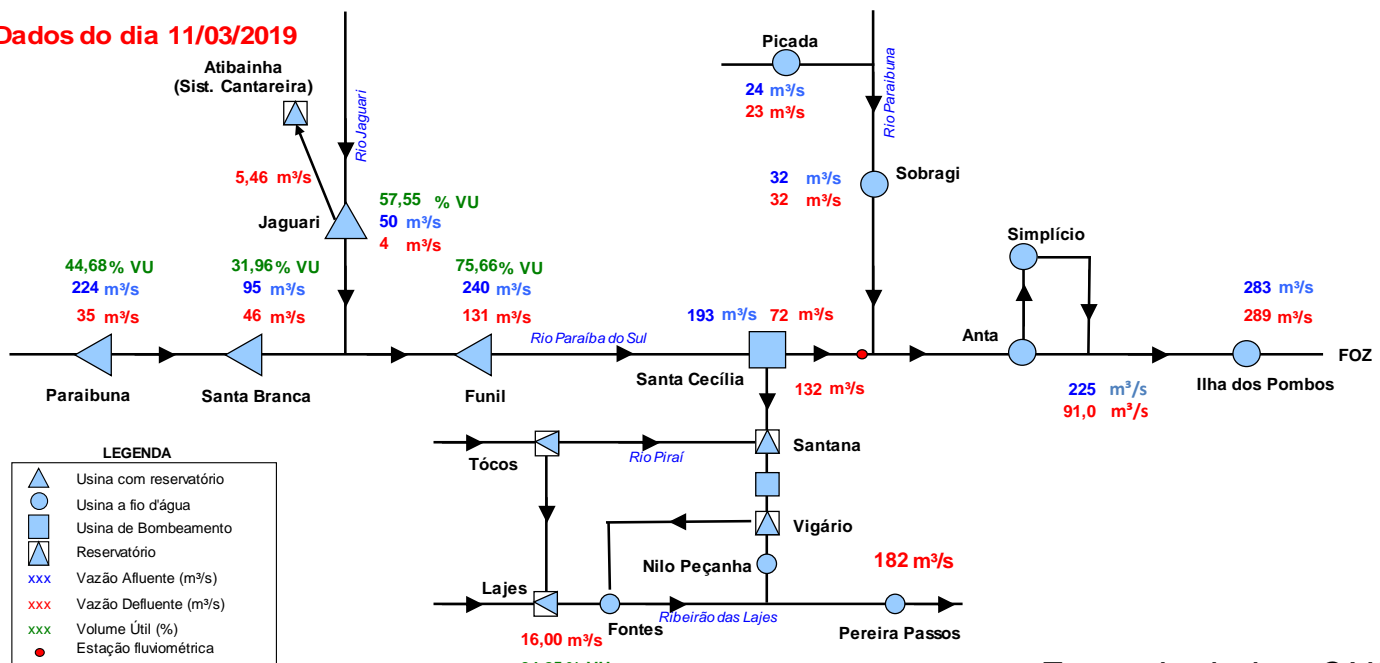 Dados do dia 11/03/2019
Atibainha
(Sist. Cantareira)
Rio Jaguari
5,46 m³/s
Jaguari
57,55 % VU
50 m³/s
4 m³/s
Picada
24 m³/s
23 m³/s
Rio Paraibuna
32 m³/s
32 m³/s
Sobragi
Simplício
44,68% VU
224 m³/s
35 m³/s
Paraibuna
31,96% VU
95 m³/s
46 m³/s
Santa Branca
75,66% VU
240 m³/s
131 m³/s
Funil
Rio Paraíba do Sul
193 m³/s
72 m³/s
Santa Cecília
132 m³/s
Anta
225 m³/s
91,0 m³/s
283 m³/s
289 m³/s
Ilha dos Pombos
FOZ
Tócos
Rio Piraí
Santana
Vigário
Nilo Peçanha
182 m³/s
Lajes
16,00 m³/s
Fontes
Ribeirão das Lajes
Pereira Passos
LEGENDA
Usina com reservatório
Usina a fio d'água
Usina de Bombeamento
Reservatório
xxx Vazão Afluente (m³/s)
xxx Vazão Defluente (m³/s)
xxx Volume Útil (%)
Estação fluviométrica